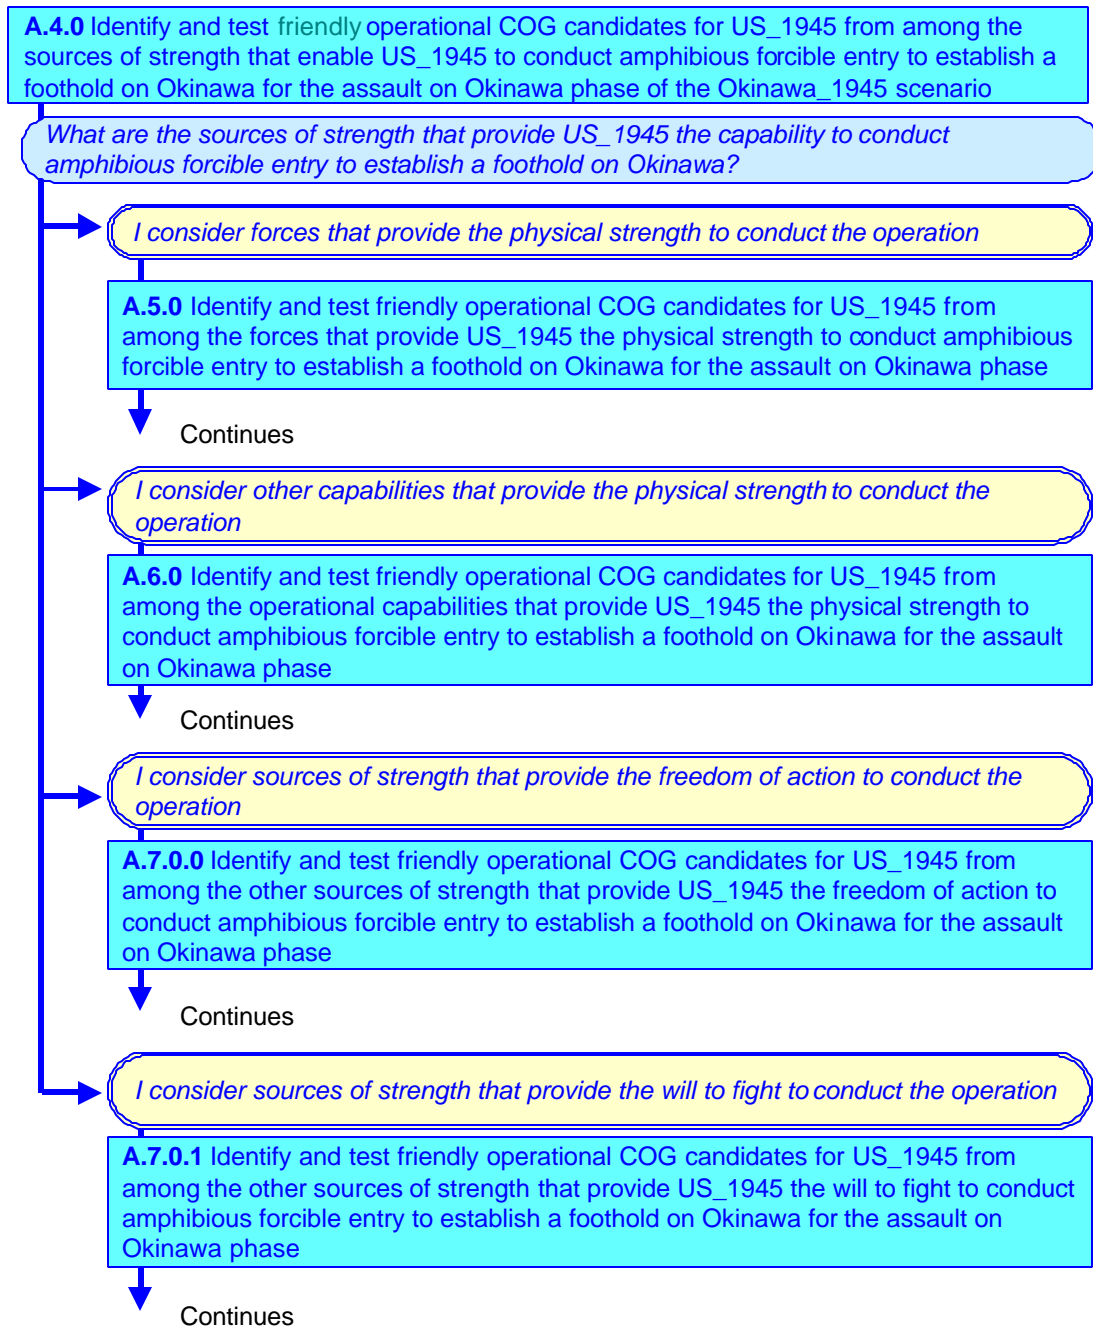 A.4.0 Identify and test friendly operational COG candidates for US_1945 from among the
sources of strength that enable US_1945 to conduct amphibious forcible entry to establish a
foothold on Okinawa for the assault on Okinawa phase of the Okinawa_1945 scenario
What are the sources of strength that provide US_1945 the capability to conduct
amphibious forcible entry to establish a foothold on Okinawa?
I consider forces that provide the physical strength to conduct the operation
A.5.0 Identify and test friendly operational COG candidates for US_1945 from
among the forces that provide US_1945 the physical strength to conduct amphibious
forcible entry to establish a foothold on Okinawa for the assault on Okinawa phase
Continues
I consider other capabilities that provide the physical strength to conduct the
operation
A.6.0 Identify and test friendly operational COG candidates for US_1945 from
among the operational capabilities that provide US_1945 the physical strength to
conduct amphibious forcible entry to establish a foothold on Okinawa for the assault
on Okinawa phase
Continues
I consider sources of strength that provide the freedom of action to conduct the
operation
A.7.0.0 Identify and test friendly operational COG candidates for US_1945 from
among the other sources of strength that provide US_1945 the freedom of action to
conduct amphibious forcible entry to establish a foothold on Okinawa for the assault
on Okinawa phase
Continues
I consider sources of strength that provide the will to fight to conduct the operation
A.7.0.1 Identify and test friendly operational COG candidates for US_1945 from
among the other sources of strength that provide US_1945 the will to fight to conduct
amphibious forcible entry to establish a foothold on Okinawa for the assault on
Okinawa phase
Continues